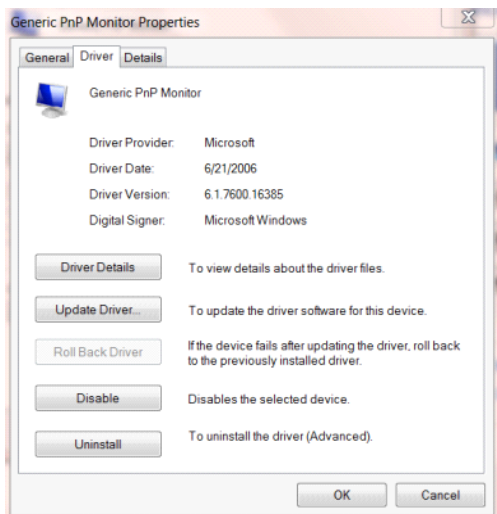 Generic PnP Monitor Properties
General Driver Details
Generic PnP Monitor
Driver Provider: Microsoft
Driver Date: 6/21/2006
Driver Version: 6.1.7600.16385
Digital Signer: Microsoft Windows
Driver Details To view details about the driver files.
Update Driver... To update the driver software for this device.
Roll Back Driver If the device fails after updating the driver, roll back
to the previously installed driver.
Disable Disables the selected device.
Uninstall To uninstall the driver (Advanced).
OK Cancel